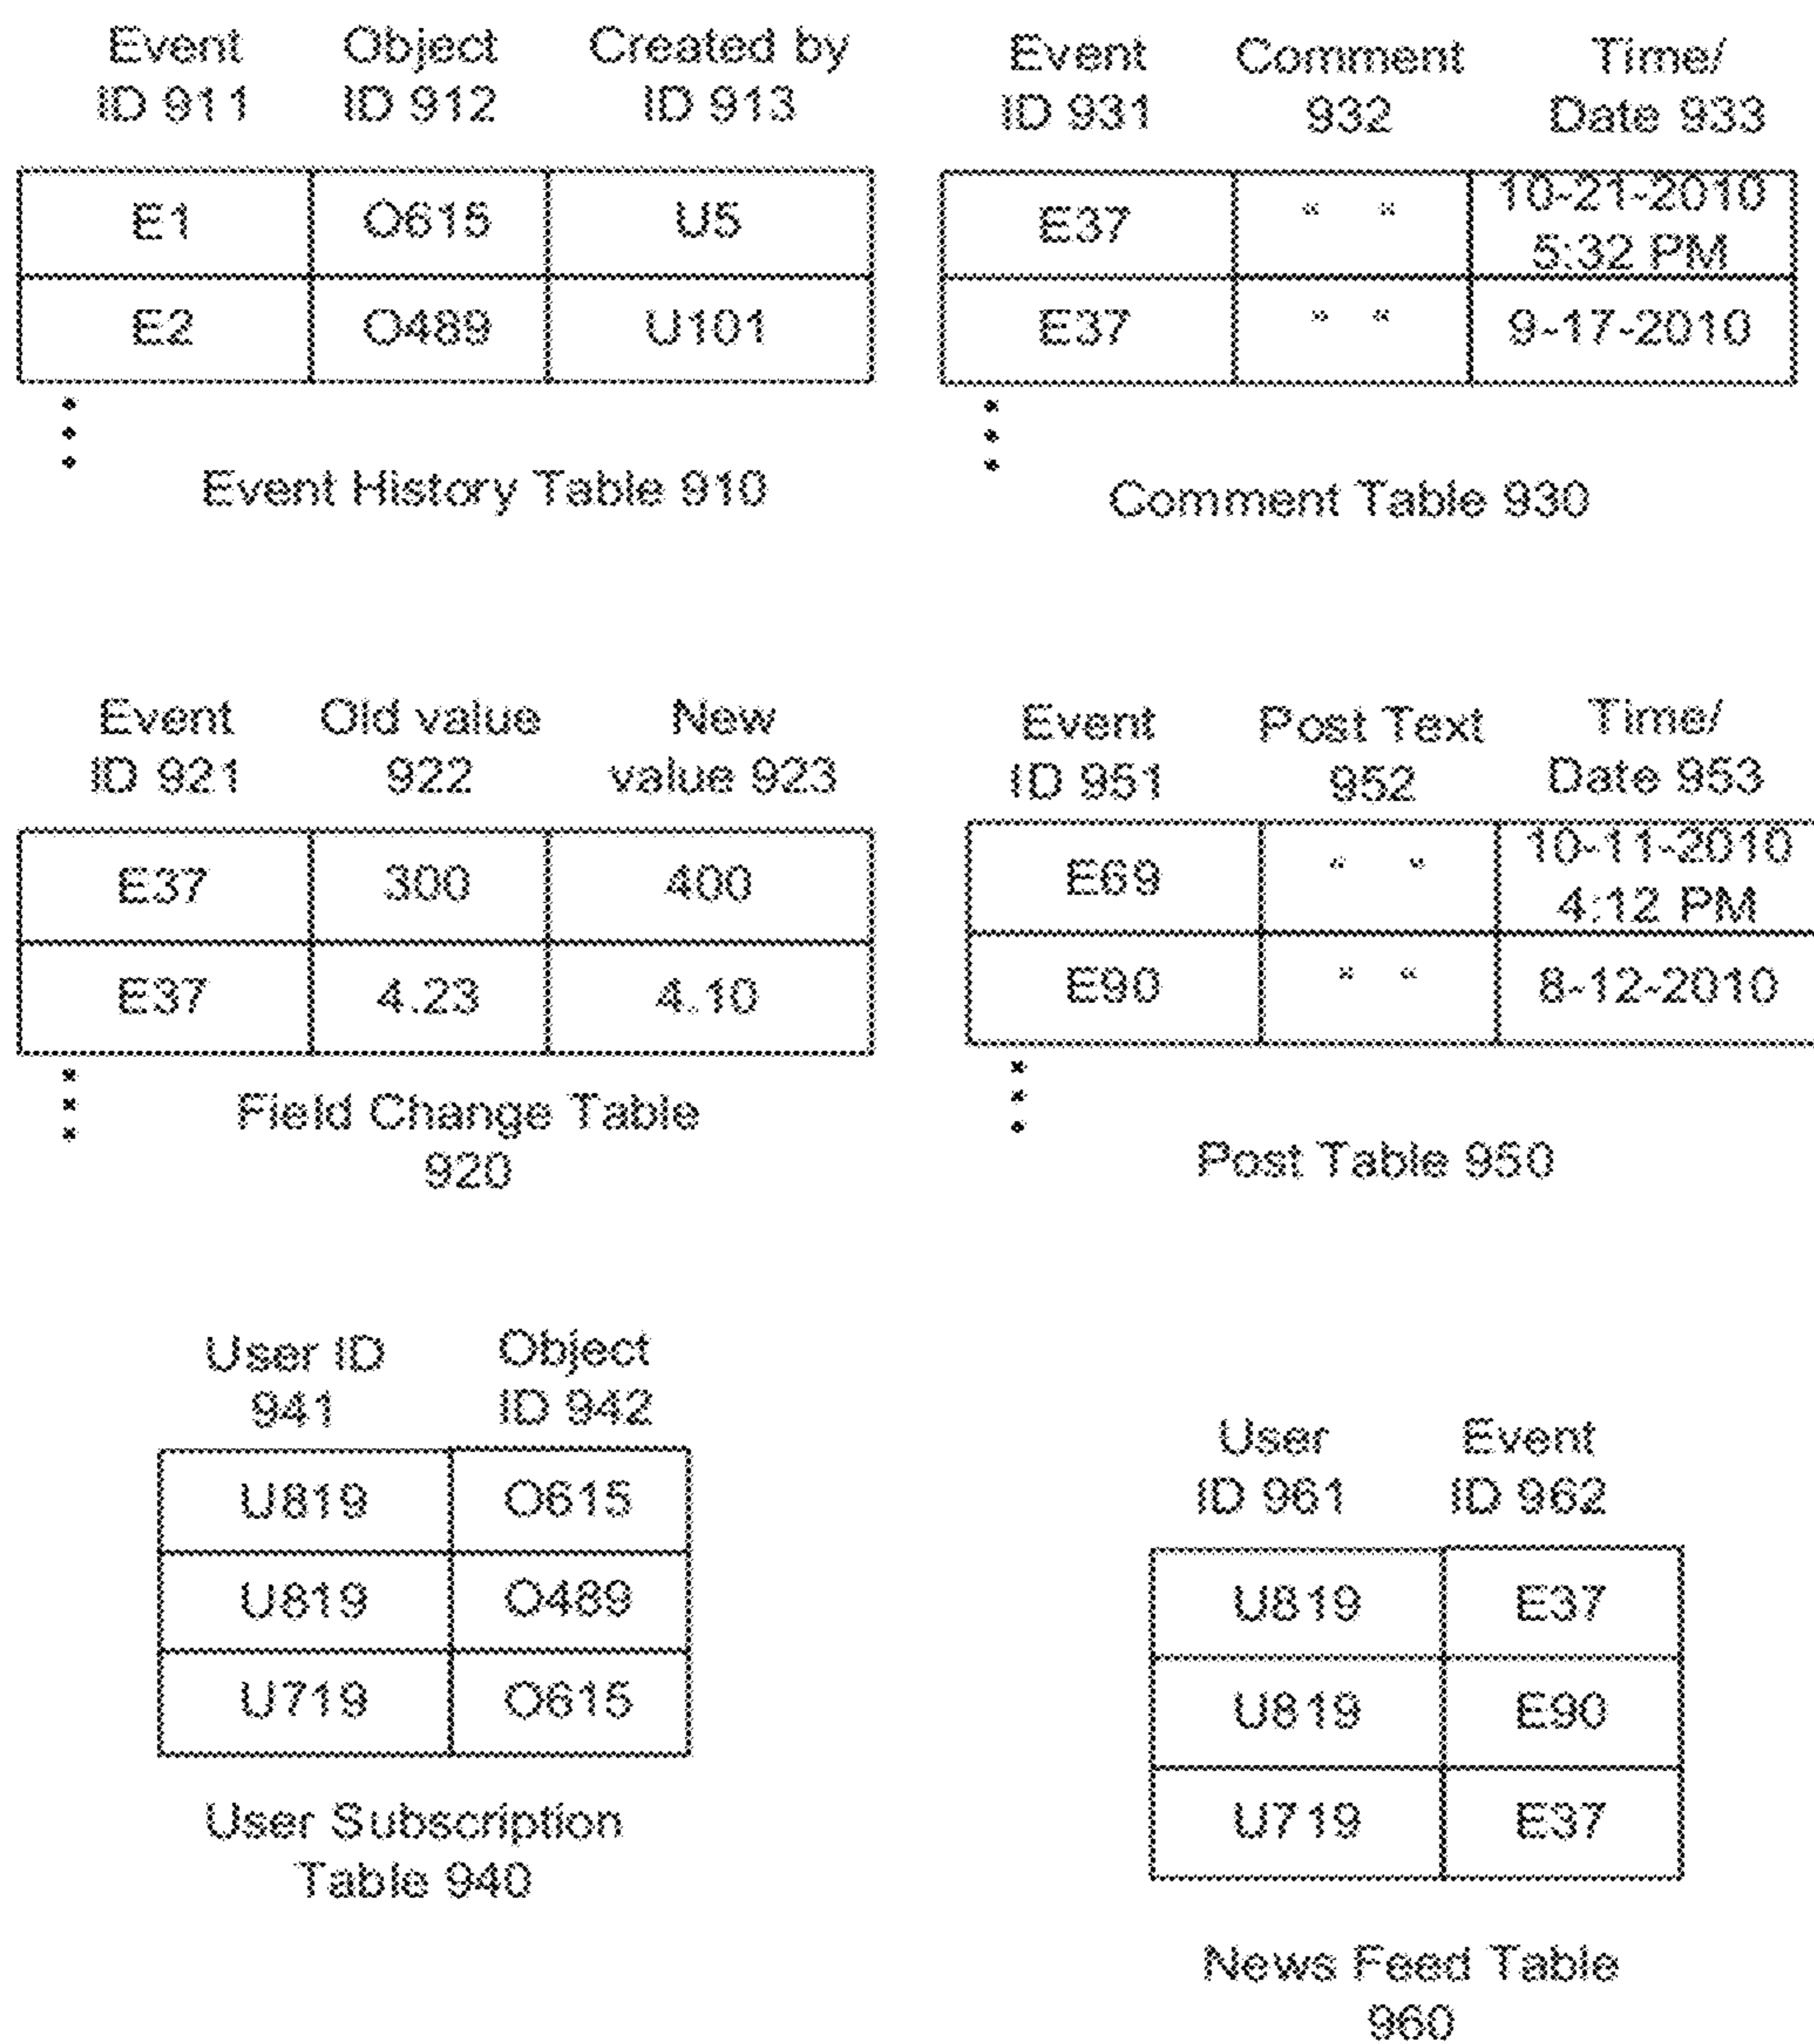 Event Object Created by
ID 911 ID 912 ID 913
E1 O615 U5
E2 O489 U101
Event History Table 910
Event Comment Time/
ID 931 932 Date 933
E37 “ ” 10-21-2010
5:32 PM
E37 ” “ 9-17-2010
Comment Table 930
Event Old value New
ID 921 922 value 923
E37 300 400
E37 4.23 4.10
Field Change Table
920
Event Post Text Time/
ID 951 952 Date 953
E69 “ ” 10-11-2010
4:12 PM
E90 ” “ 8-12-2010
Post Table 950
User ID Object
941 ID 942
U819 O615
U819 O489
U719 O615
User Subscription
Table 940
User Event
ID 961 ID 962
U819 E37
U819 E90
U719 E37
News Feed Table
960